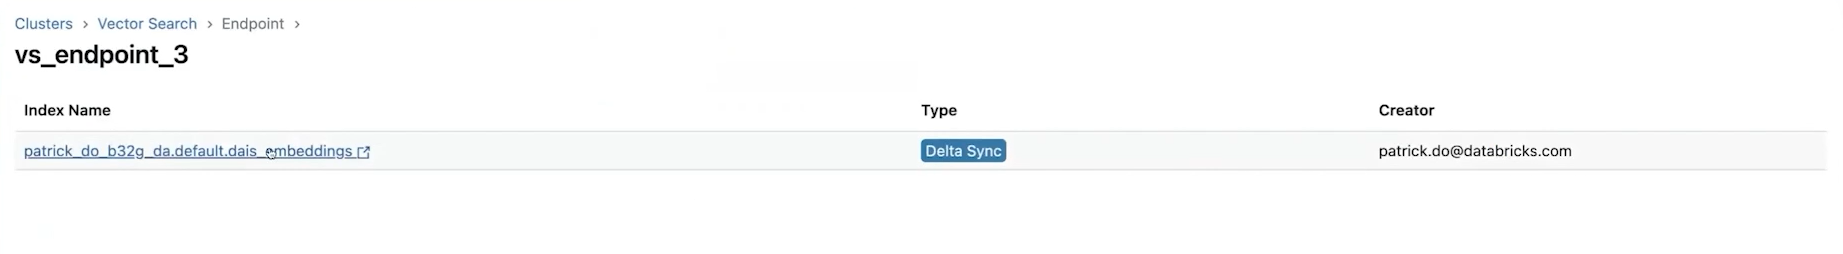 Clusters > Vector Search > Endpoint >
vs_endpoint_3
Index Name Type Creator
patrick_do_b32g_da.default.dais_embeddings Delta Sync patrick.do@databricks.com